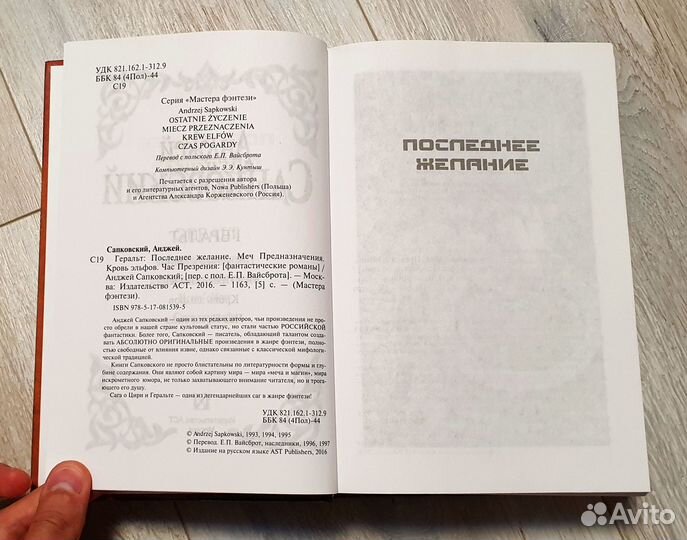 УДК 821.162.1-312.9
ББК 84 (4Пол)-44
С19
Серия «Мастера фэнтези»
Andrzej Sapkowski
OSTATNIE ŻYCZENIE
MIECZ PRZEZNACZENIA
KREW ELFÓW
CZAS POGARDY
Перевод с польского Е.П. Вайсброта
Компьютерный дизайн Э.Э. Кунтыш
Печатается с разрешения автора
и его литературных агентов, Nowa Publishers (Польша)
и Агентства Александра Корженевского (Россия).
Сапковский, Анджей.
С19 Геральт: Последнее желание. Меч Предназначения.
Кровь эльфов. Час Презрения: [фантастические романы] /
Анджей Сапковский; [пер. с пол. Е.П. Вайсброта]. — Моск-
ва: Издательство АСТ, 2016. — 1163, [5] с. — (Мастера
фэнтези).
ISBN 978-5-17-081539-5
Анджей Сапковский — один из тех редких авторов, чьи произведения не про-
сто обрели в нашей стране культовый статус, но стали частью РОССИЙСКОЙ
фантастики. Более того, Сапковский — писатель, обладающий талантом созда-
вать АБСОЛЮТНО ОРИГИНАЛЬНЫЕ произведения в жанре фэнтези, полно-
стью свободные от влияния извне, однако связанные с классической мифологи-
ческой традицией.
Книги Сапковского не просто блистательны по литературности формы и глу-
бине содержания. Они являют собой картину мира — мира «меча и магии», мира
искрометного юмора, не только захватывающего внимание читателя, но и трога-
ющего его душу.
Сага о Цири и Геральте — одна из легендарнейших саг в жанре фэнтези!
УДК 821.162.1-312.9
ББК 84 (4Пол)-44
© Andrzej Sapkowski, 1993, 1994, 1995
© Перевод. Е.П. Вайсброт, наследники, 1996, 1997
© Издание на русском языке AST Publishers, 2016
ПОСЛЕДНЕЕ
ЖЕЛАНИЕ
Avito